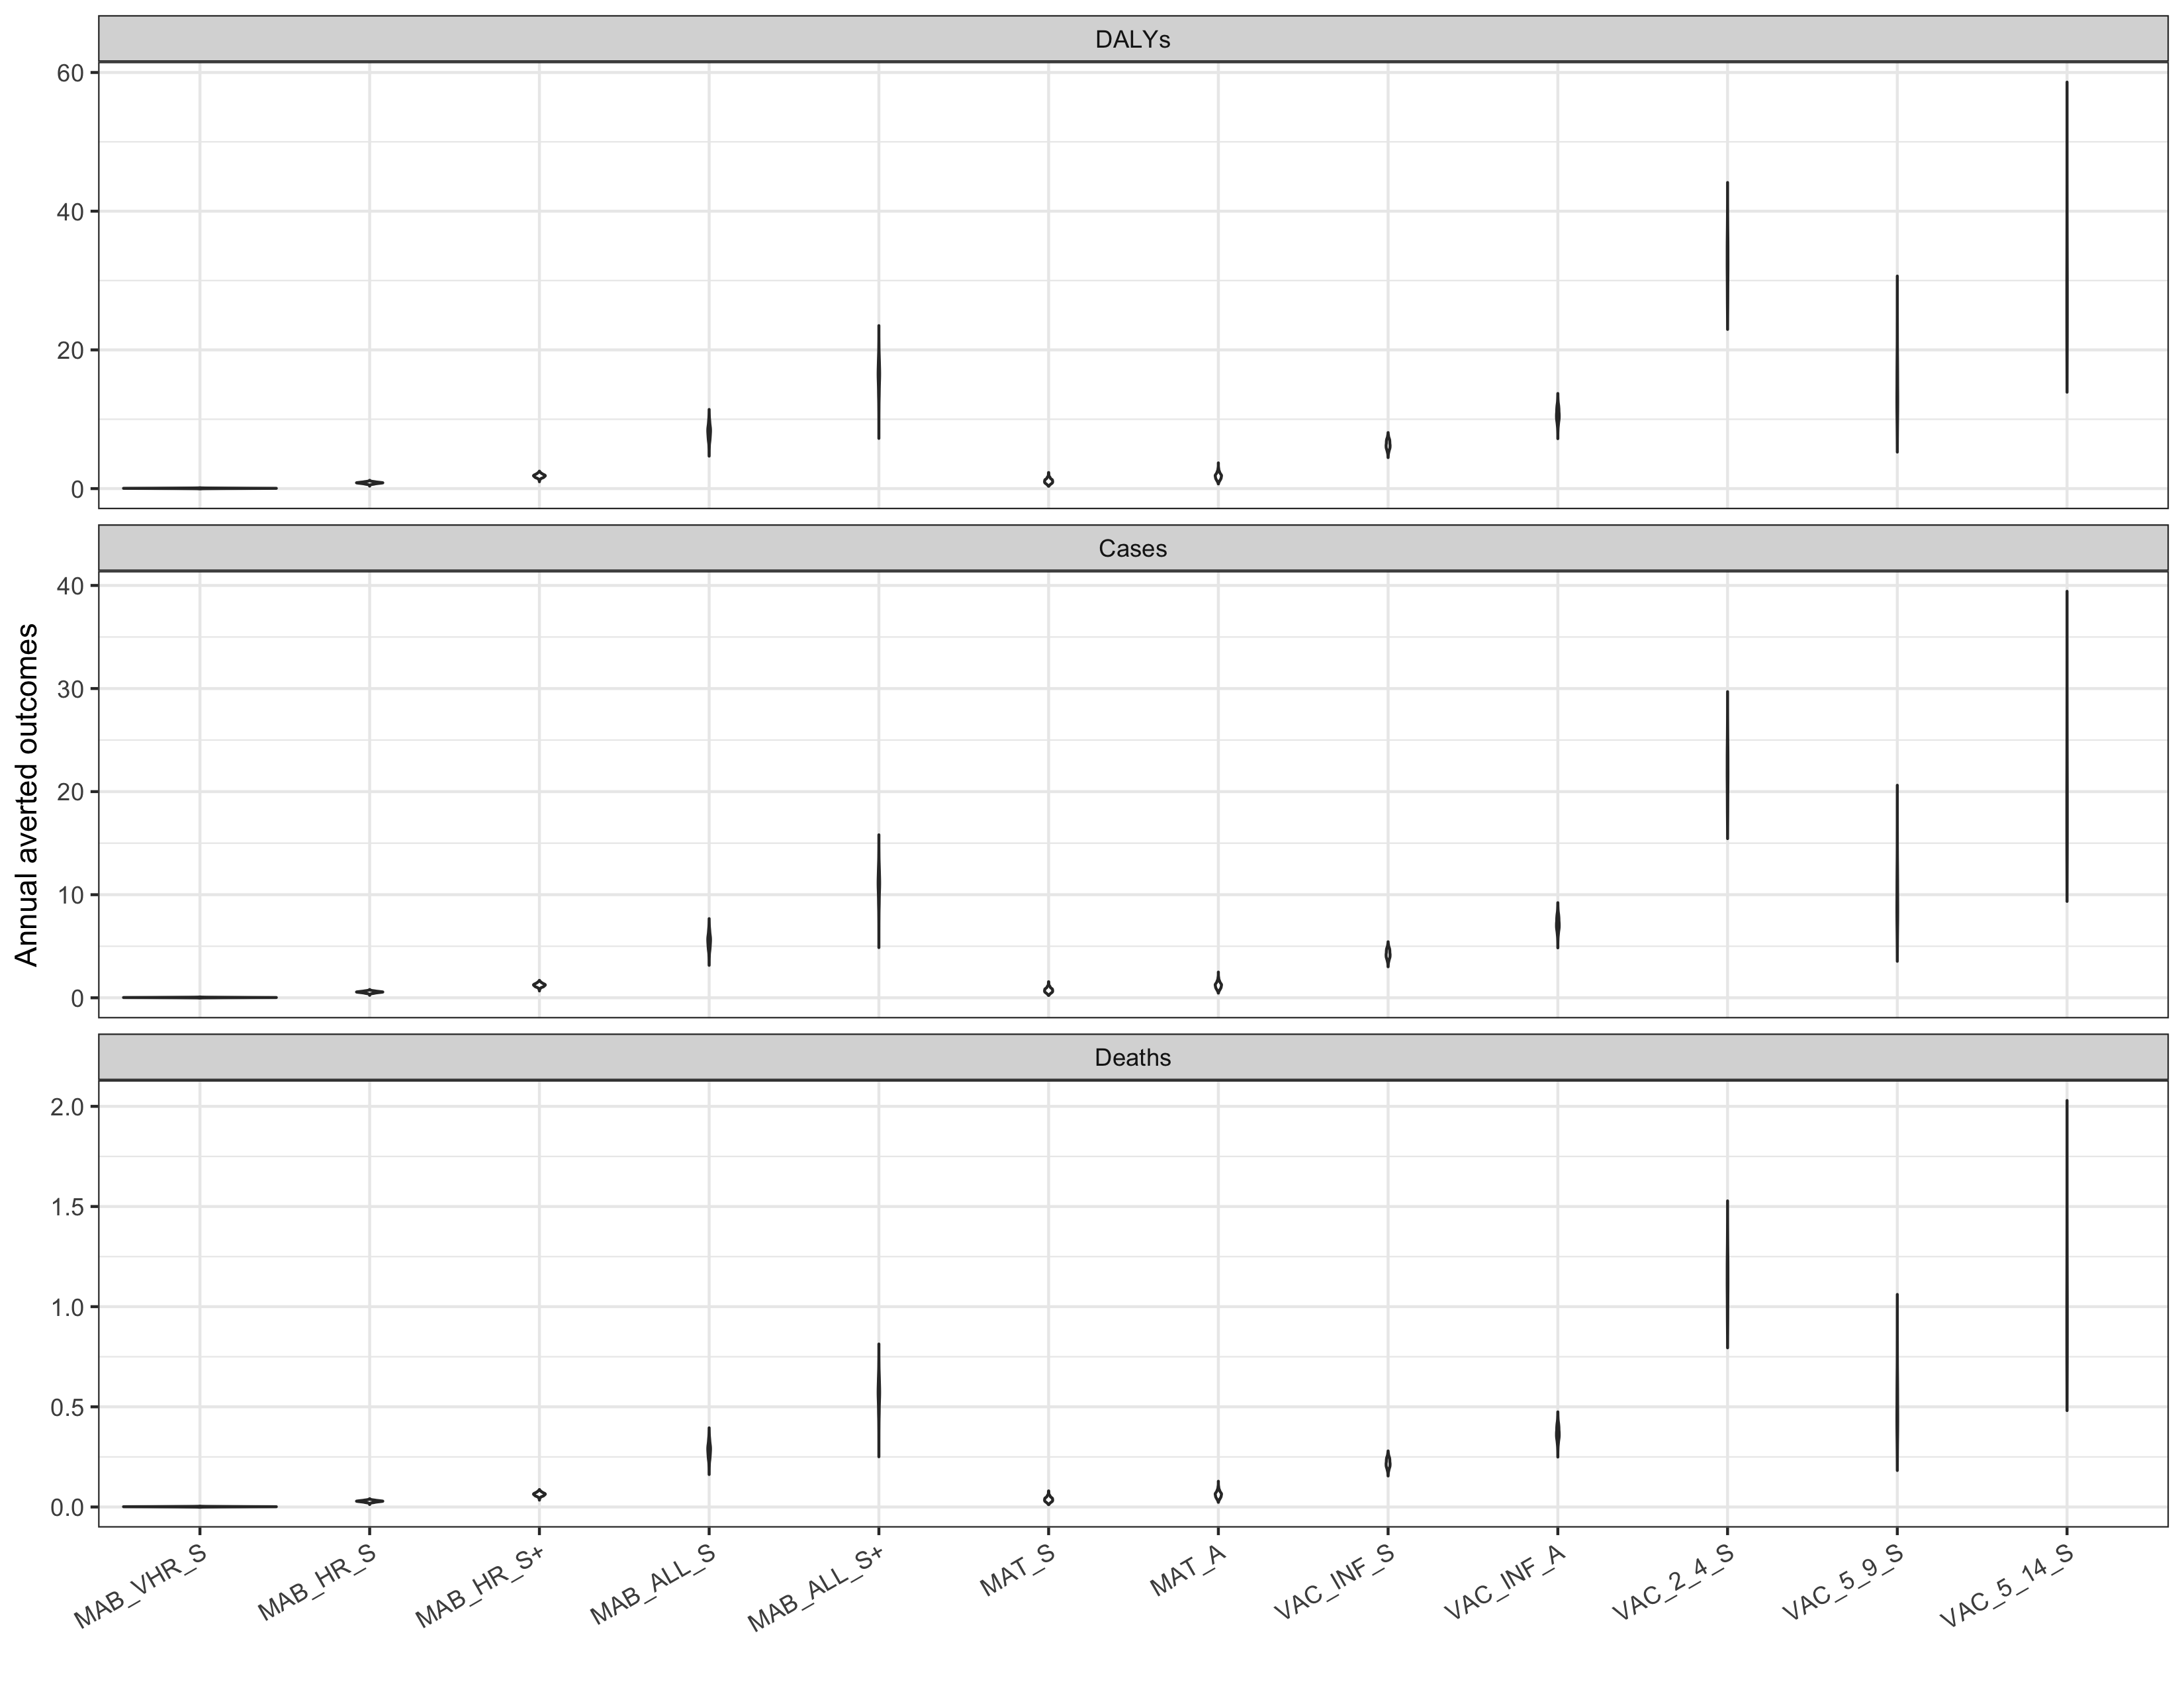 DALYs
60
40
20
0
Cases
40
30
20
10
0
Annual averted outcomes
Deaths
2.0
1.5
1.0
0.5
0.0
MAB_VHR_S
MAB_HR_S
MAB_HR_S+
MAB_ALL_S
MAB_ALL_S+
MAT_S
MAT_A
VAC_INF_S
VAC_INF_A
VAC_2_4_S
VAC_5_9_S
VAC_5_14_S